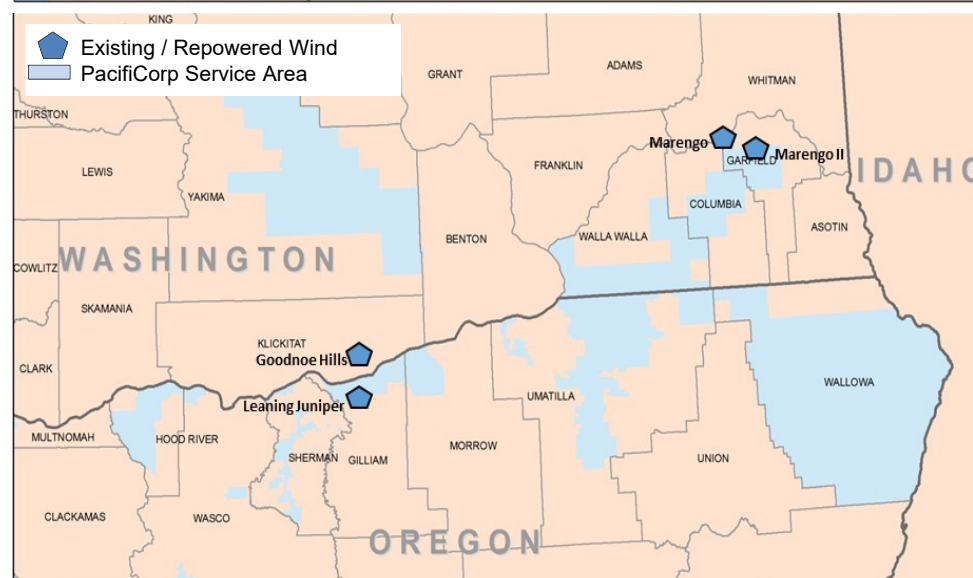 KING
Existing / Repowered Wind
PacifiCorp Service Area
GRANT
ADAMS
WHITMAN
THURSTON
Marengo
Marengo II
GARFIELD
IDAHO
LEWIS
YAKIMA
FRANKLIN
COLUMBIA
BENTON
WALLA WALLA
ASOTIN
COWLITZ
WASHINGTON
SKAMANIA
KLICKITAT
Goodnoe Hills
CLARK
Leaning Juniper
UMATILLA
WALLOWA
MULTNOMAH
HOOD RIVER
SHERMAN
GILLIAM
MORROW
UNION
CLACKAMAS
WASCO
OREGON